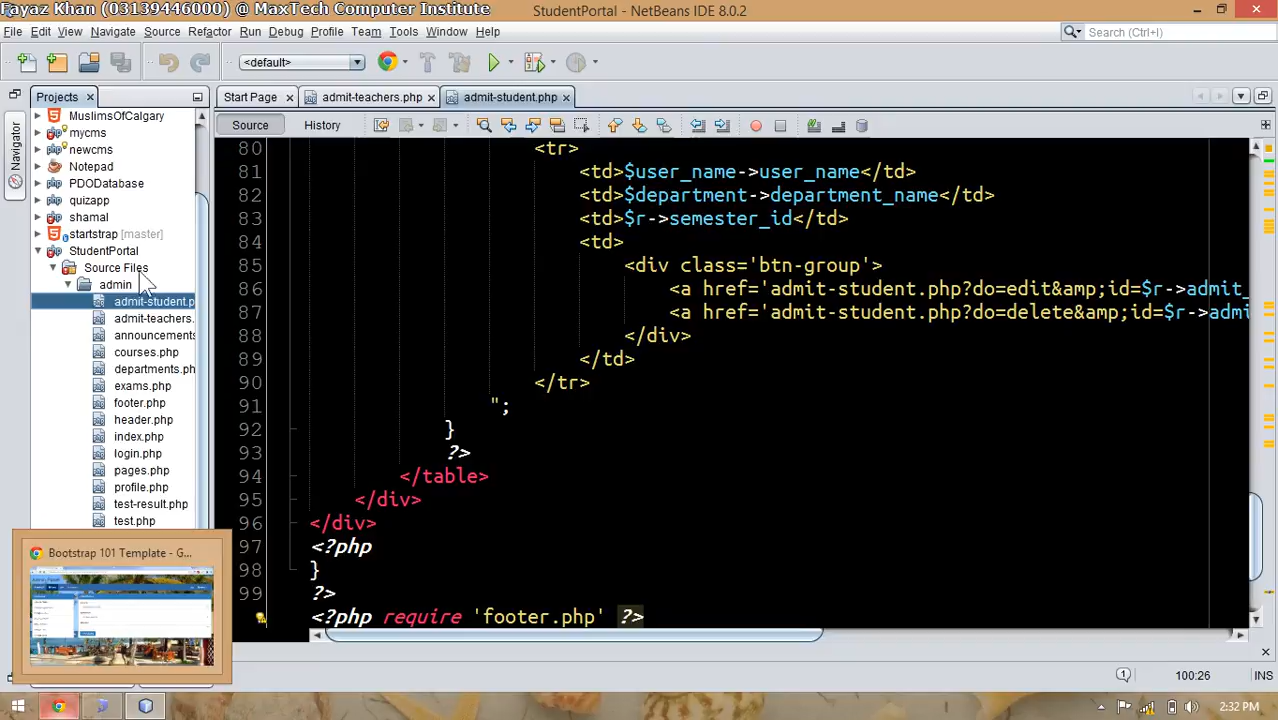 Fayaz Khan (03139446000) @ MaxTech Computer Institute
StudentPortal - NetBeans IDE 8.0.2
File Edit View Navigate Source Refactor Run Debug Profile Team Tools Window Help
Search (Ctrl+I)
<default>
Projects
Start Page
admit-teachers.php
admit-student.php
Navigator
Source
History
MuslimsOfCalgary
mycms
newcms
Notepad
PDODatabase
quizapp
shamal
startstrap [master]
StudentPortal
Source Files
admin
admit-student.p
admit-teachers.
announcements
courses.php
departments.ph
exams.php
footer.php
header.php
index.php
login.php
pages.php
profile.php
test-result.php
test.php
80 <tr>
81 <td>$user_name->user_name</td>
82 <td>$department->department_name</td>
83 <td>$r->semester_id</td>
84 <td>
85 <div class='btn-group'>
86 <a href='admit-student.php?do=edit&amp;id=$r->admit_
87 <a href='admit-student.php?do=delete&amp;id=$r->admi
88 </div>
89 </td>
90 </tr>
91 ";
92 }
93 ?>
94 </table>
95 </div>
96 </div>
97 <?php
98 }
99 ?>
<?php require 'footer.php' ?>
Bootstrap 101 Template - G...
1
100:26
INS
2:32 PM